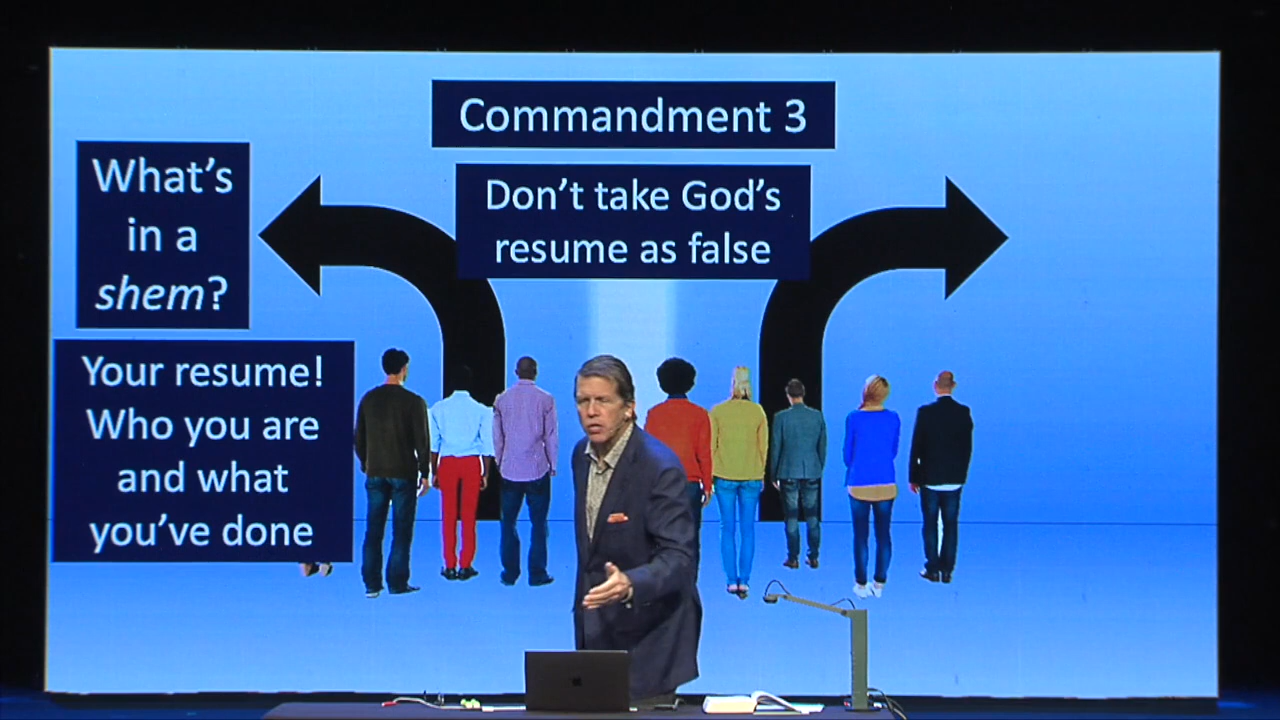 Commandment 3
Don't take God's
resume as false
What's
in a
shem?
Your resume!
Who you are
and what
you've done